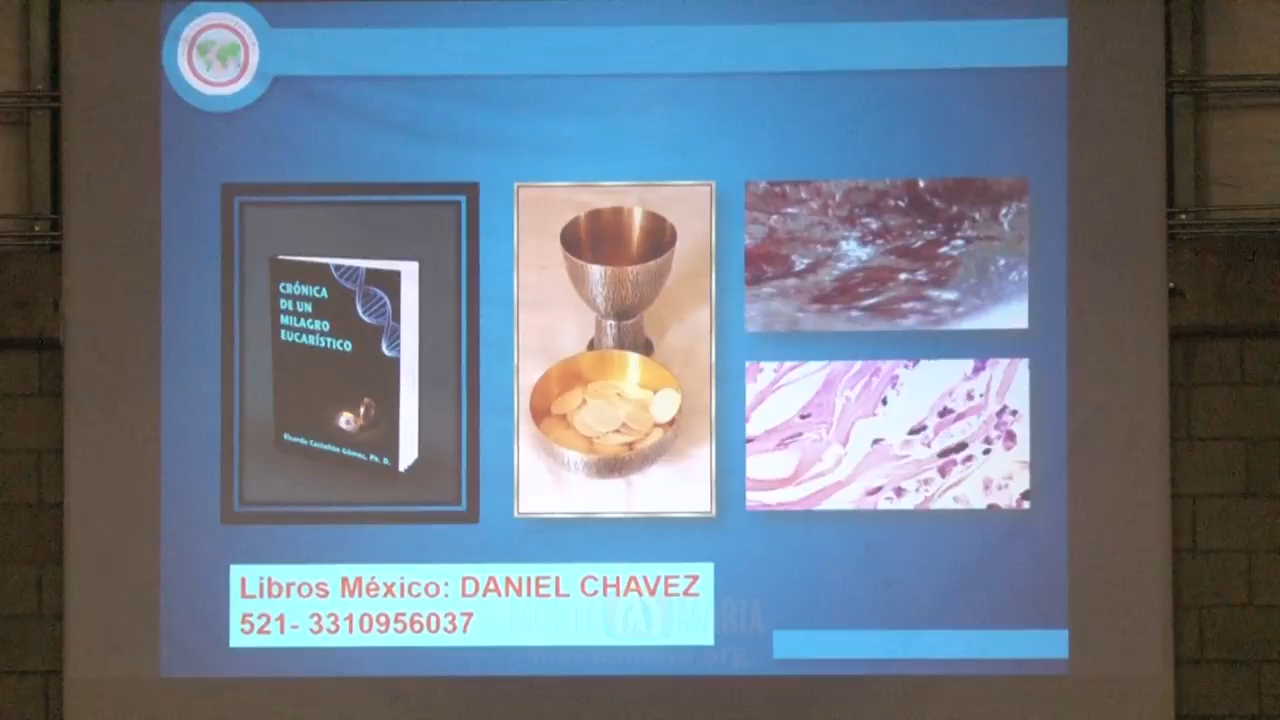 CRÓNICA
DE UN
MILAGRO
EUCARÍSTICO
Ricardo Castañón Gómez, Ph. D.
Libros México: DANIEL CHAVEZ
521- 3310956037